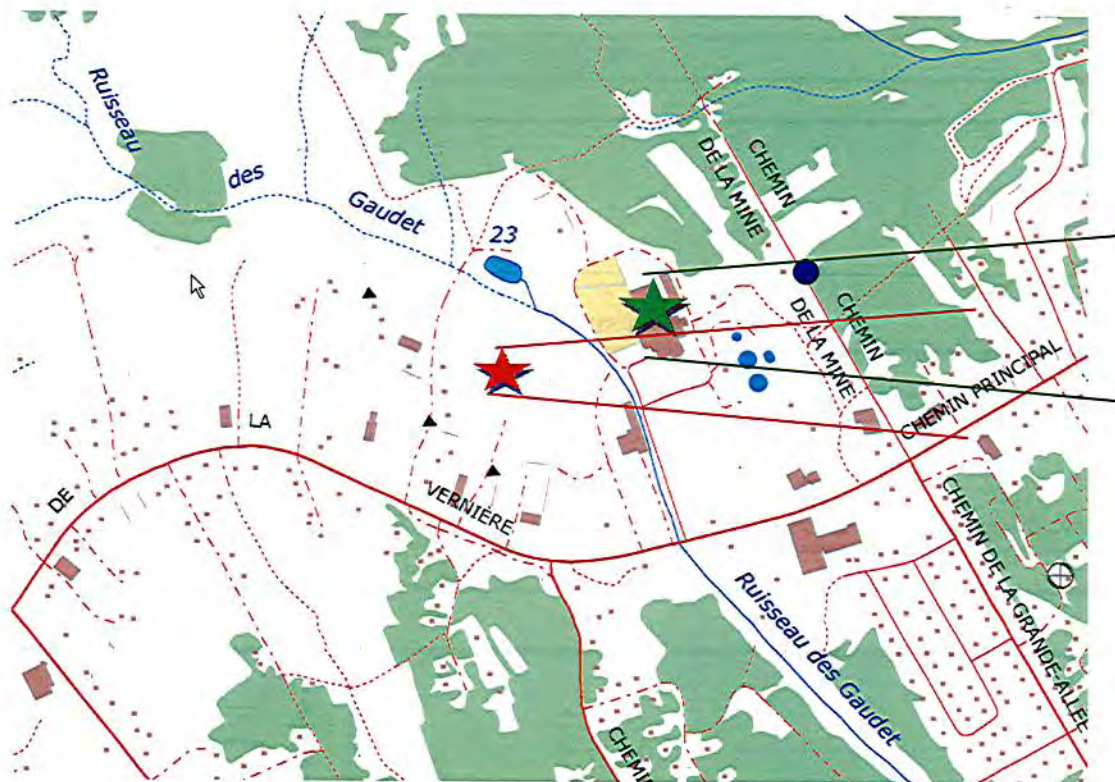 Ruisseau
des
Gaudet
23
CHEMIN
DE LA MINE
CHEMIN
DE LA MINE
CHEMIN PRINCIPAL
DE
LA
VERNIÈRE
CHEMIN DE LA GRANDE-ALLÉE
Ruisseau des Gaudet
CHEMIN